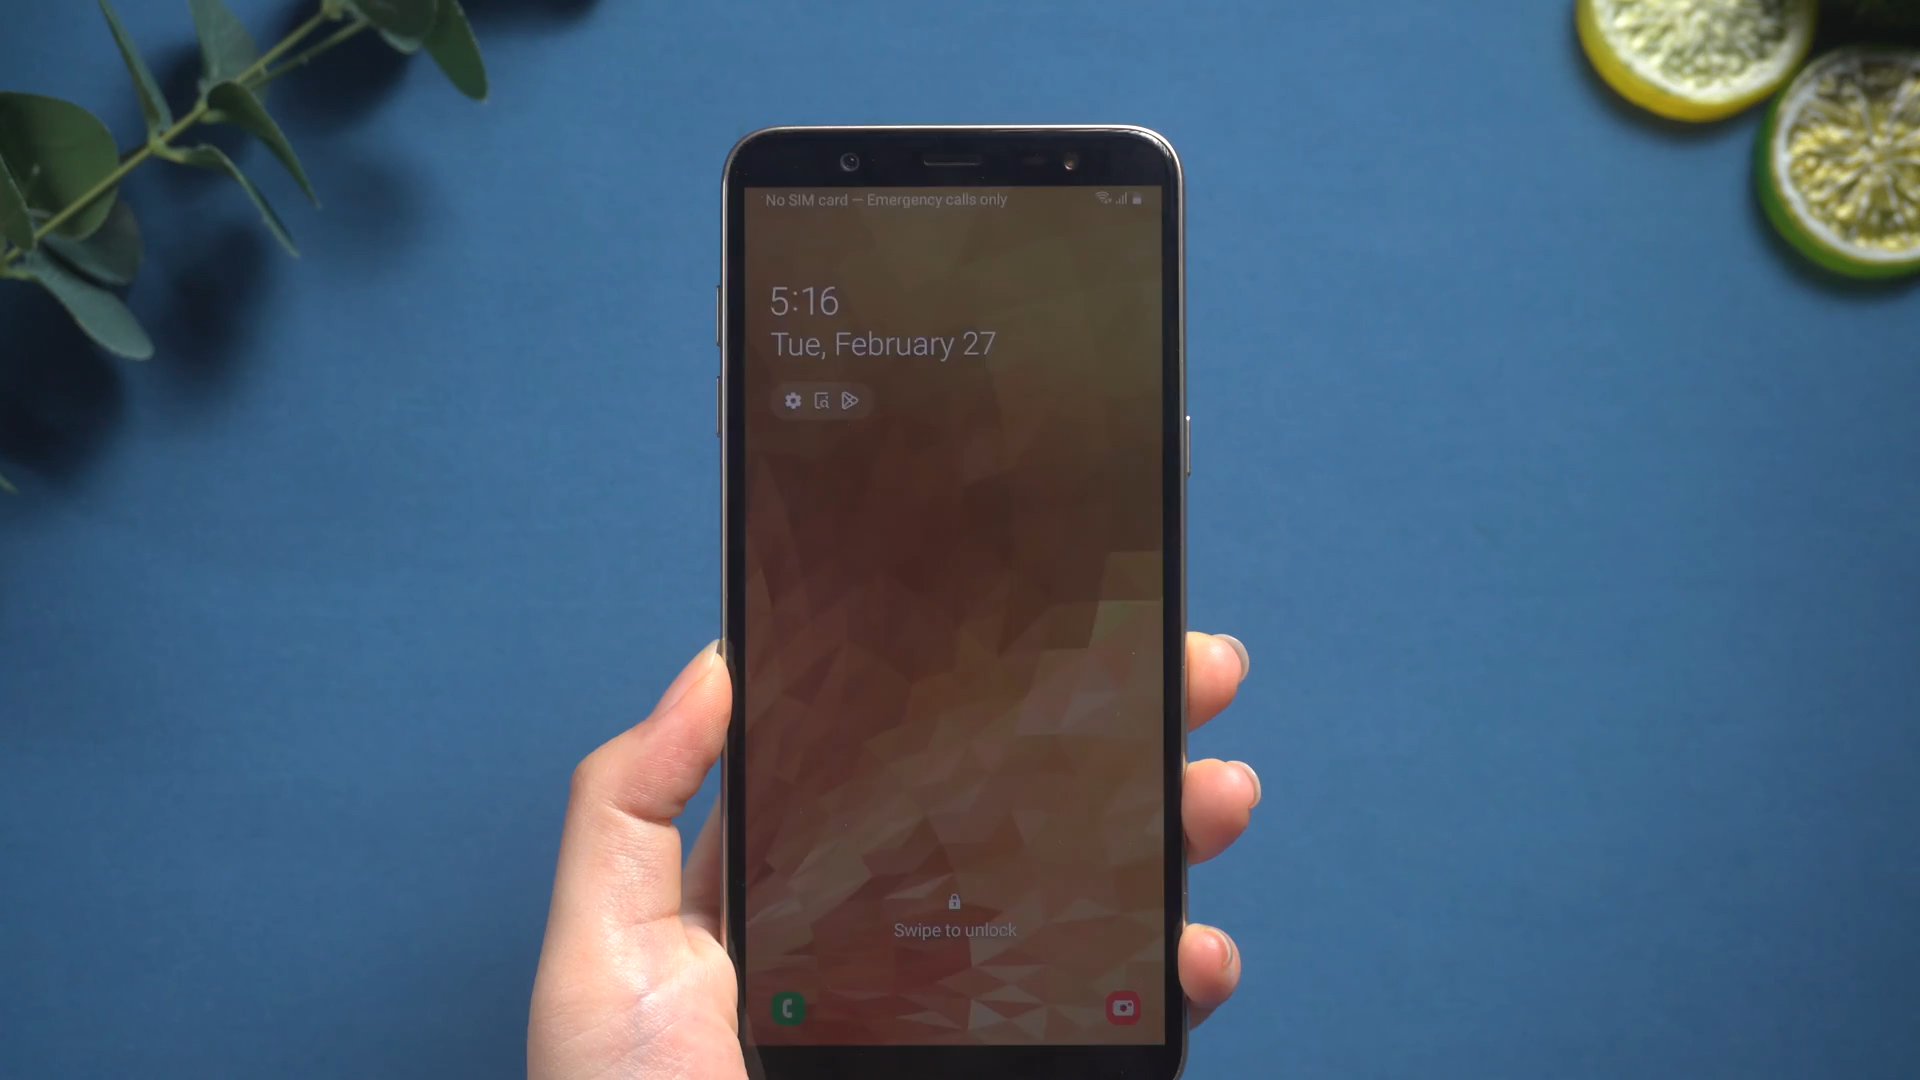 No SIM card — Emergency calls only
5:16
Tue, February 27
Swipe to unlock